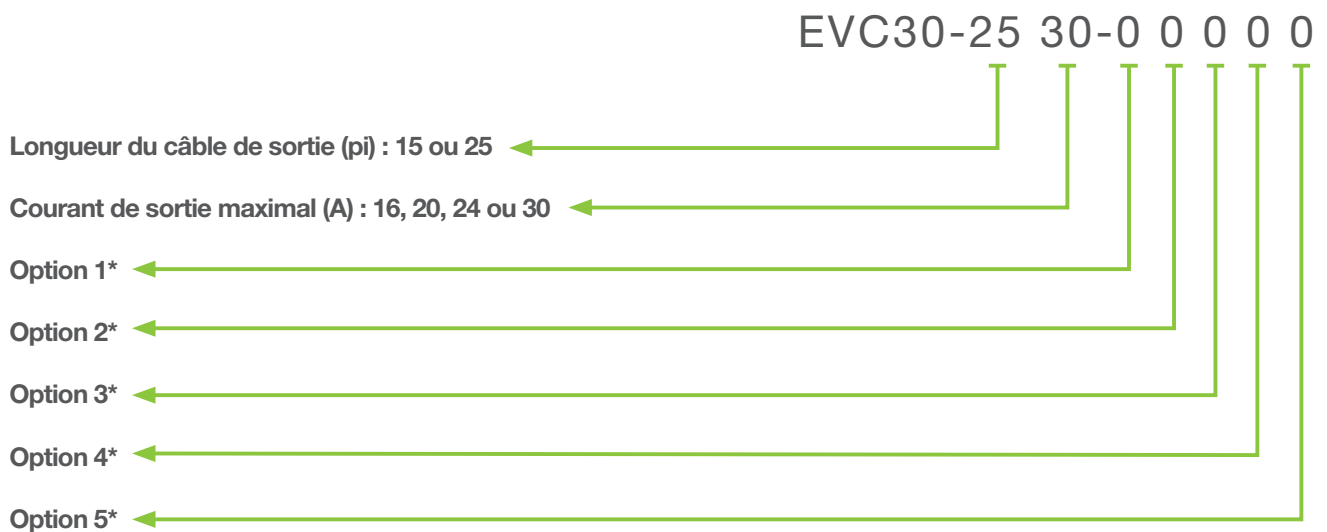 EVC30-25 30-0 0 0 0 0
Longueur du câble de sortie (pi) : 15 ou 25
Courant de sortie maximal (A) : 16, 20, 24 ou 30
Option 1*
Option 2*
Option 3*
Option 4*
Option 5*